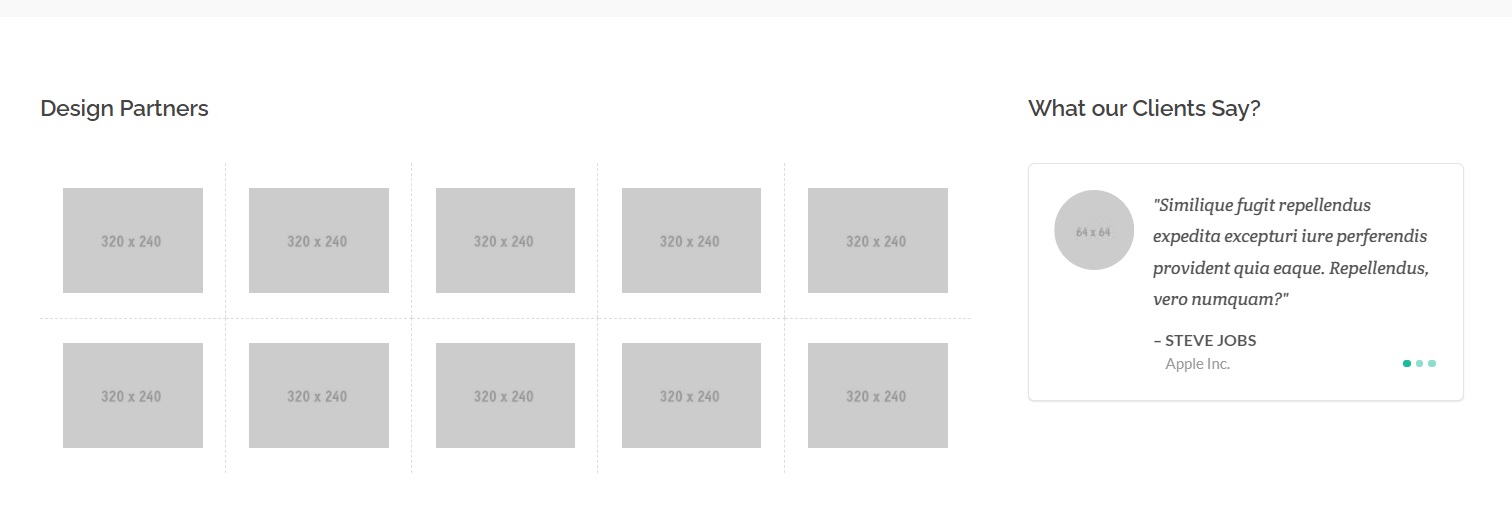 Design Partners
320 x 240
320 x 240
320 x 240
320 x 240
320 x 240
320 x 240
320 x 240
320 x 240
320 x 240
320 x 240
What our Clients Say?
64 x 64
"Similique fugit repellendus
expedita excepturi iure perferendis
provident quia eaque. Repellendus,
vero numquam?"
– STEVE JOBS
Apple Inc.